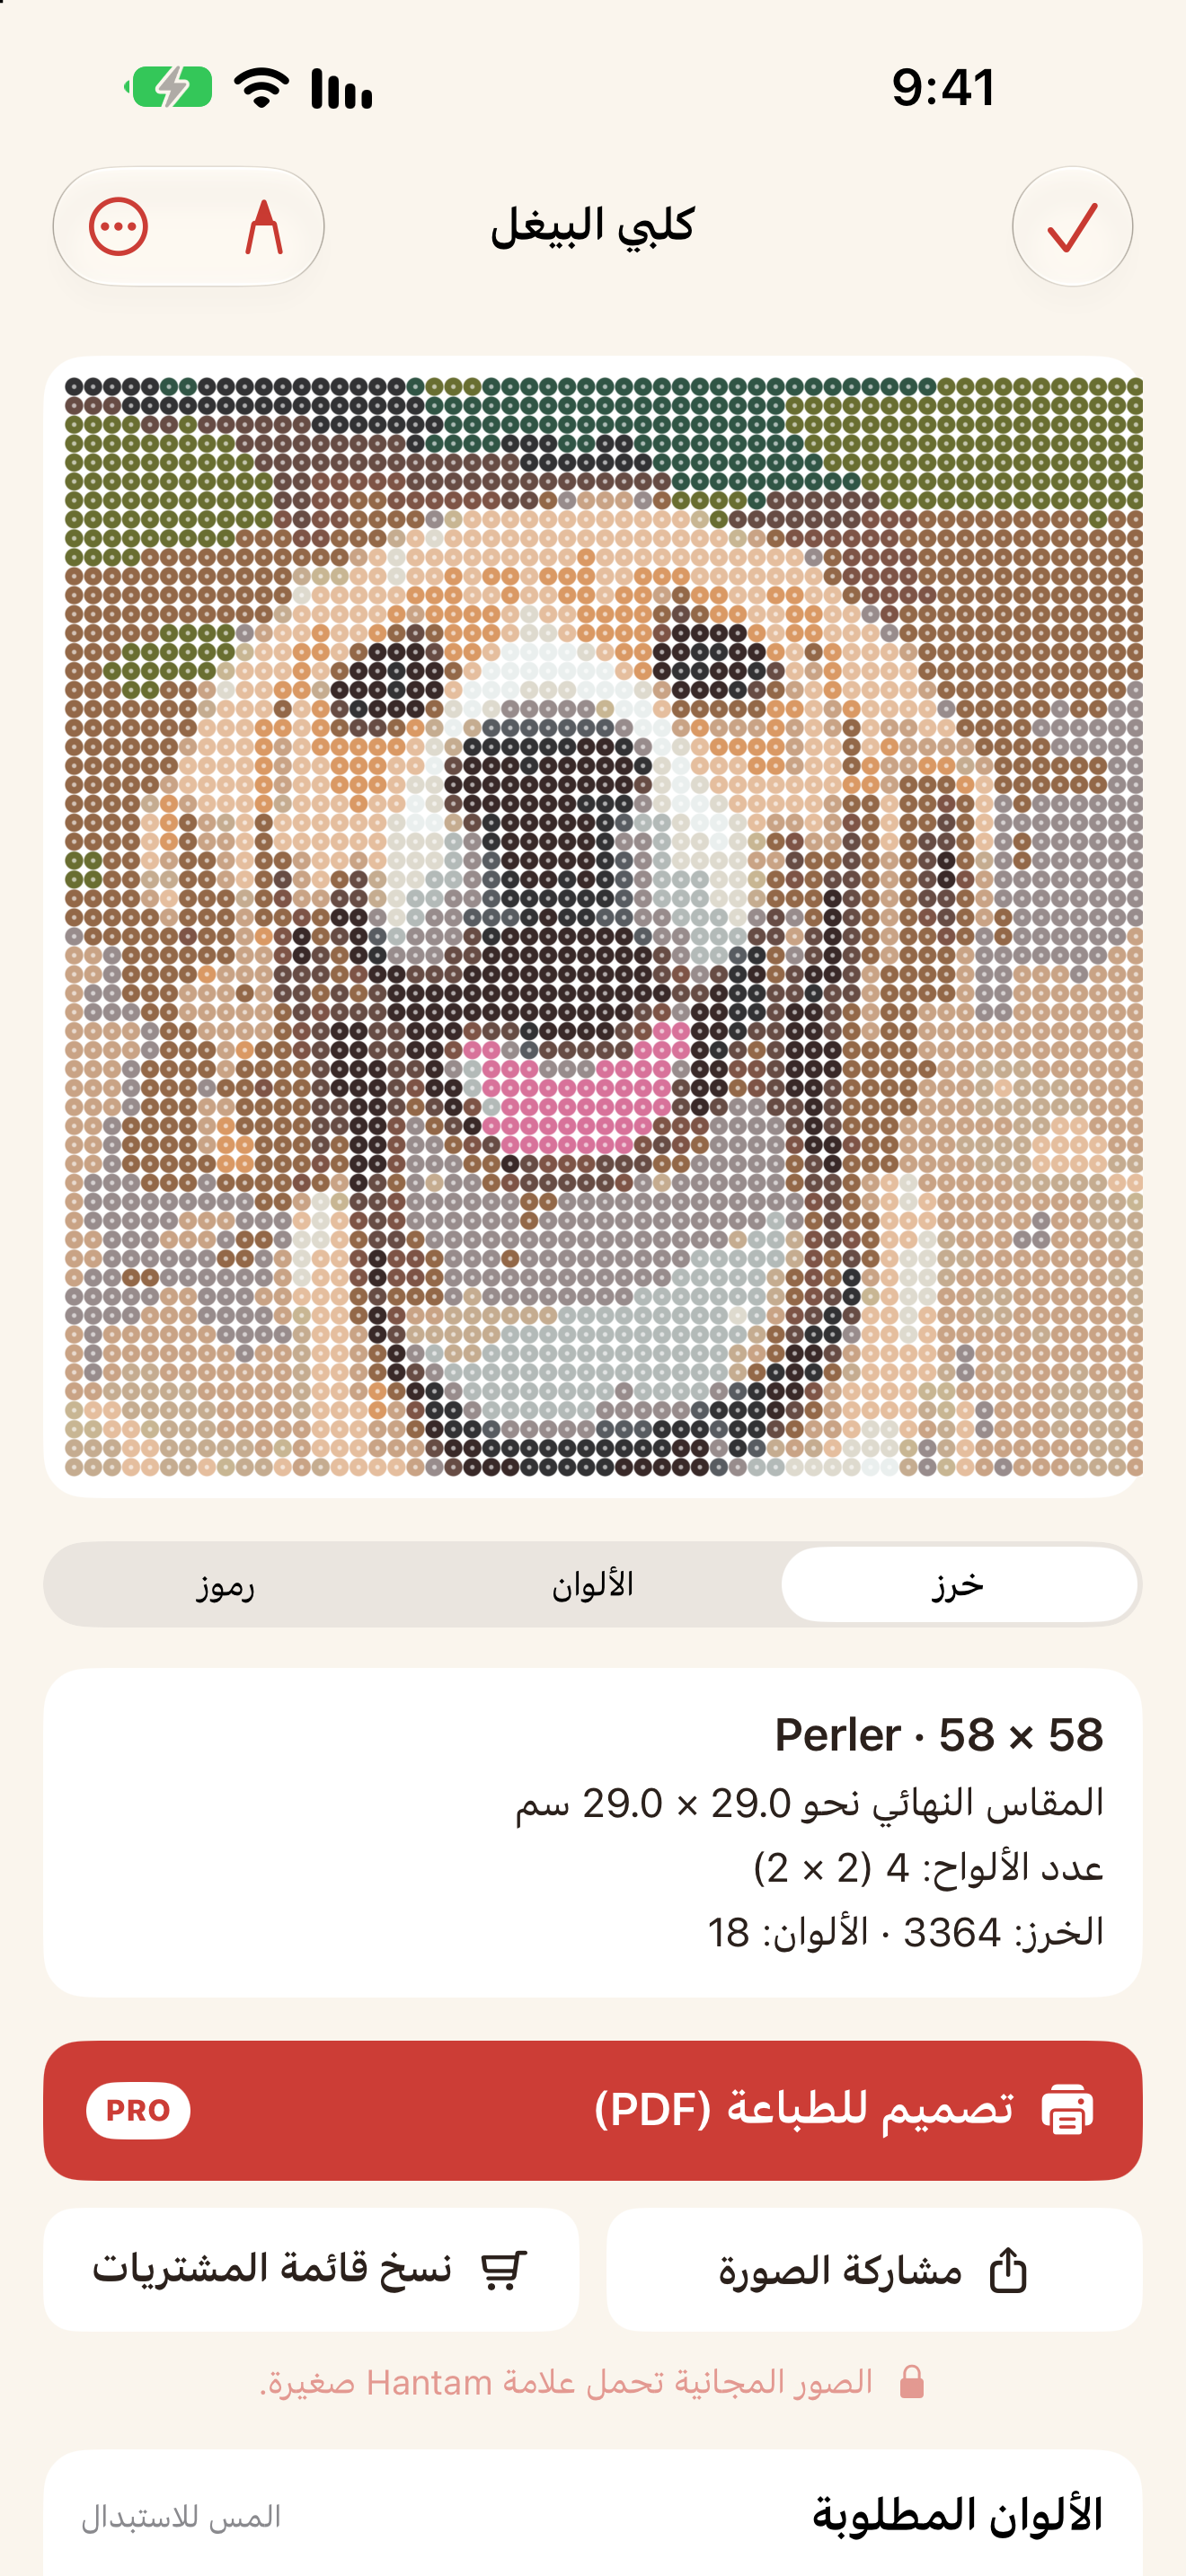 9:41
كلبي البيغل
خرز
الألوان
رموز
Perler · 58 × 58
المقاس النهائي نحو 29.0 × 29.0 سم
عدد الألواح: 4 (2 × 2)
الخرز: 3364 · الألوان: 18
تصميم للطباعة (PDF)
PRO
مشاركة الصورة
نسخ قائمة المشتريات
الصور المجانية تحمل علامة Hantam صغيرة.
الألوان المطلوبة
المس للاستبدال